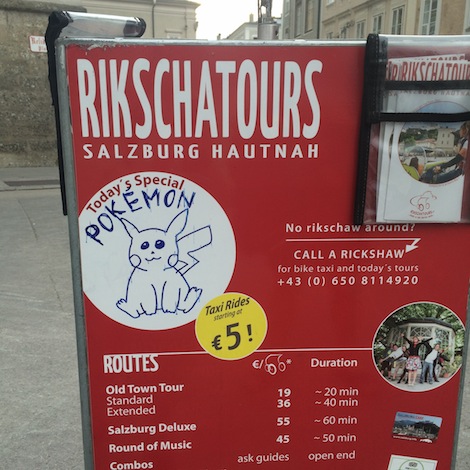 RIKSCHATOURS
SALZBURG HAUTNAH
Today´s Special
POKÉMON
No rikschaw around?
CALL A RICKSHAW
for bike taxi and today´s tours
+43 (0) 650 8114920
Taxi Rides
starting at
€ 5!
ROUTES €/ * Duration
Old Town Tour
Standard 19 ~ 20 min
Extended 36 ~ 40 min
Salzburg Deluxe 55 ~ 60 min
Round of Music 45 ~ 50 min
Combos ask guides open end
RIKSCHATOURS